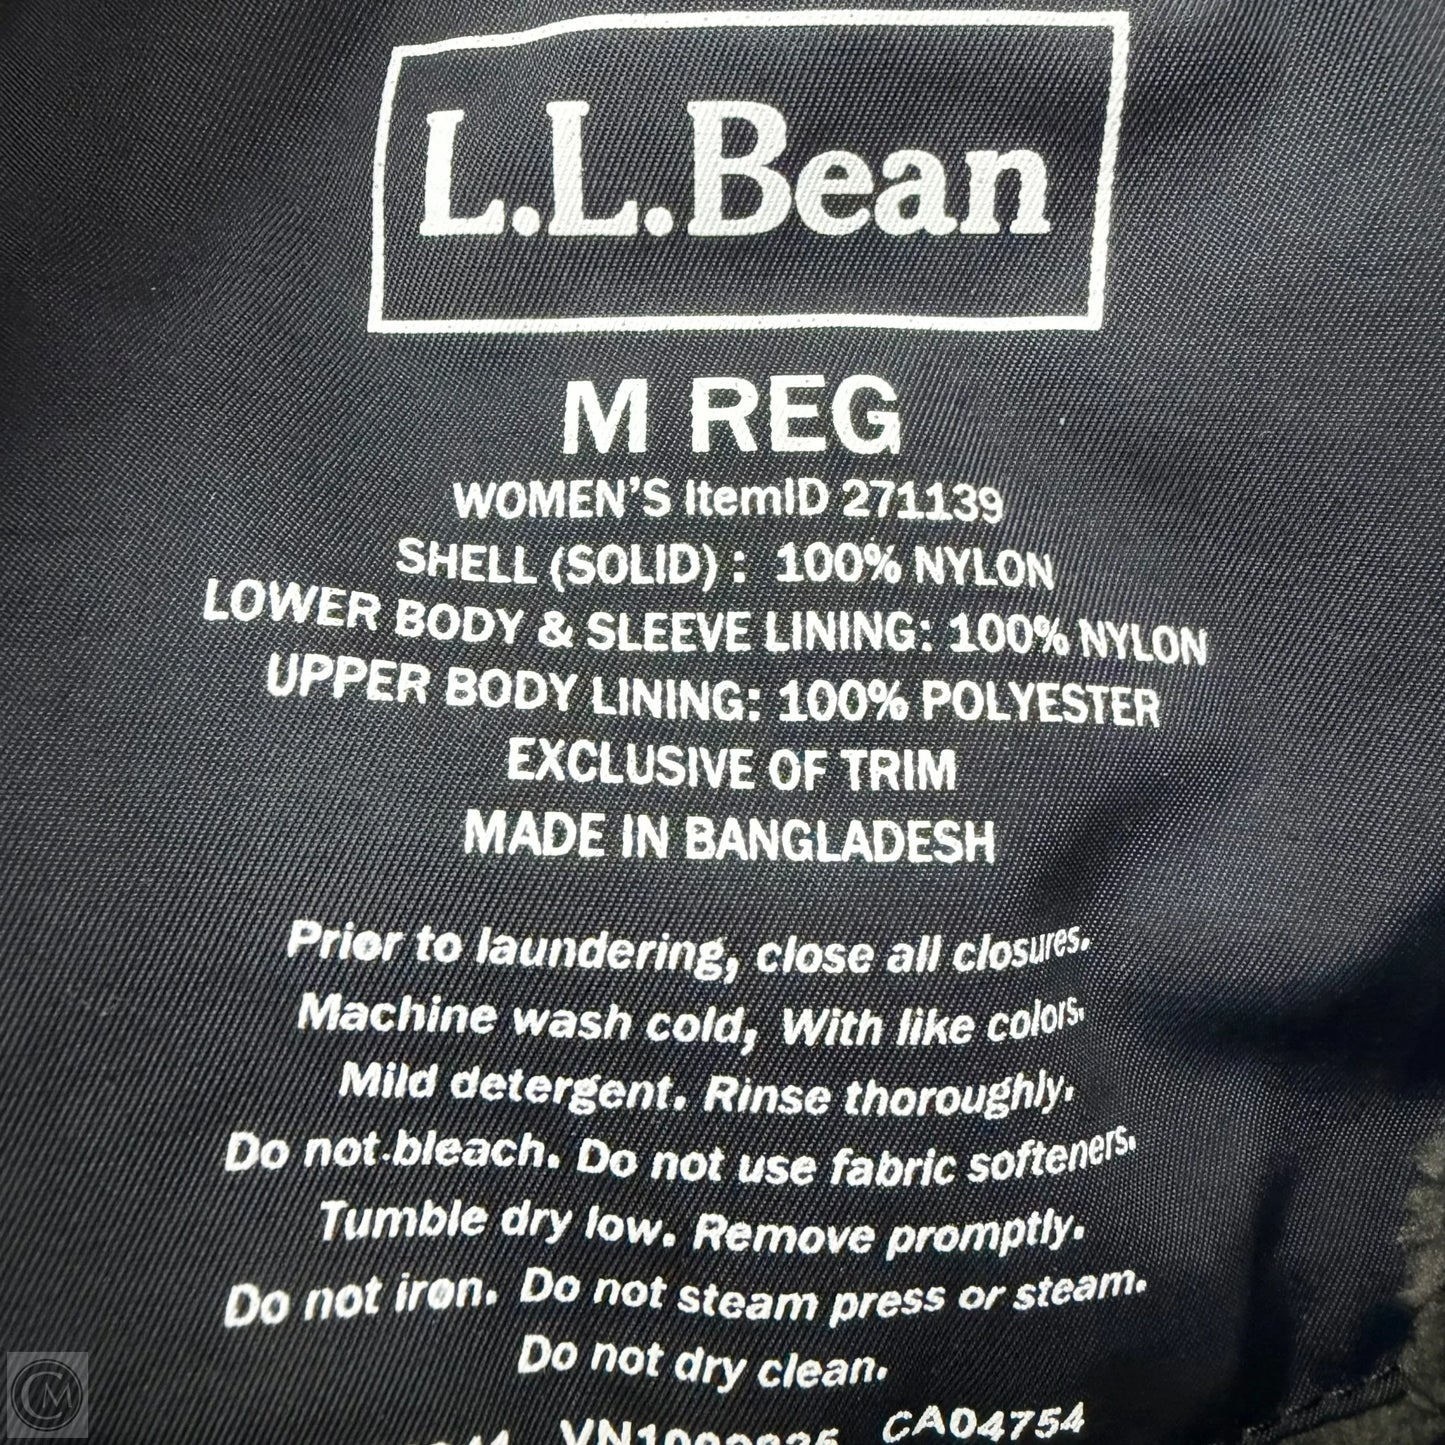 L.L.Bean
M REG
WOMEN'S ItemID 271139
SHELL (SOLID) : 100% NYLON
LOWER BODY & SLEEVE LINING: 100% NYLON
UPPER BODY LINING: 100% POLYESTER
EXCLUSIVE OF TRIM
MADE IN BANGLADESH
Prior to laundering, close all closures.
Machine wash cold, With like colors.
Mild detergent. Rinse thoroughly.
Do not bleach. Do not use fabric softeners.
Tumble dry low. Remove promptly.
Do not iron. Do not steam press or steam.
Do not dry clean.
CA04754
CM